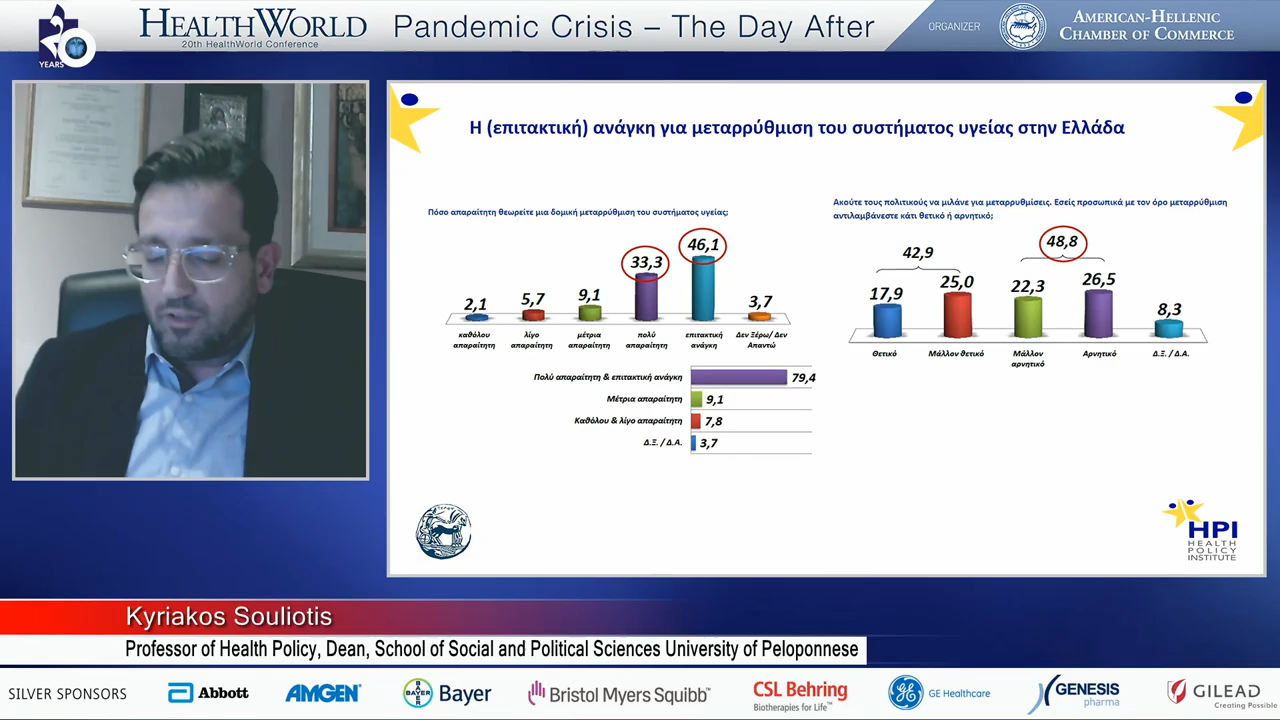 20
YEARS
HEALTHWORLD
20th HealthWorld Conference
Pandemic Crisis – The Day After
ORGANIZER
AMERICAN-HELLENIC
CHAMBER OF COMMERCE
Η (επιτακτική) ανάγκη για μεταρρύθμιση του συστήματος υγείας στην Ελλάδα
Πόσο απαραίτητη θεωρείτε μια δομική μεταρρύθμιση του συστήματος υγείας;
2,1
5,7
9,1
33,3
46,1
3,7
καθόλου απαραίτητη
λίγο απαραίτητη
μέτρια απαραίτητη
πολύ απαραίτητη
επιτακτική ανάγκη
Δεν Ξέρω/ Δεν Απαντώ
Πολύ απαραίτητη & επιτακτική ανάγκη 79,4
Μέτρια απαραίτητη 9,1
Καθόλου & λίγο απαραίτητη 7,8
Δ.Ξ. / Δ.Α. 3,7
Ακούτε τους πολιτικούς να μιλάνε για μεταρρυθμίσεις. Εσείς προσωπικά με τον όρο μεταρρύθμιση
αντιλαμβάνεστε κάτι θετικό ή αρνητικό;
42,9
48,8
17,9
25,0
22,3
26,5
8,3
Θετικό
Μάλλον θετικό
Μάλλον αρνητικό
Αρνητικό
Δ.Ξ. / Δ.Α.
HPI
HEALTH
POLICY
INSTITUTE
Kyriakos Souliotis
Professor of Health Policy, Dean, School of Social and Political Sciences University of Peloponnese
SILVER SPONSORS
Abbott
AMGEN
BAYER
Bayer
Bristol Myers Squibb™
CSL Behring
Biotherapies for Life™
GE Healthcare
GENESIS
pharma
GILEAD
Creating Possible